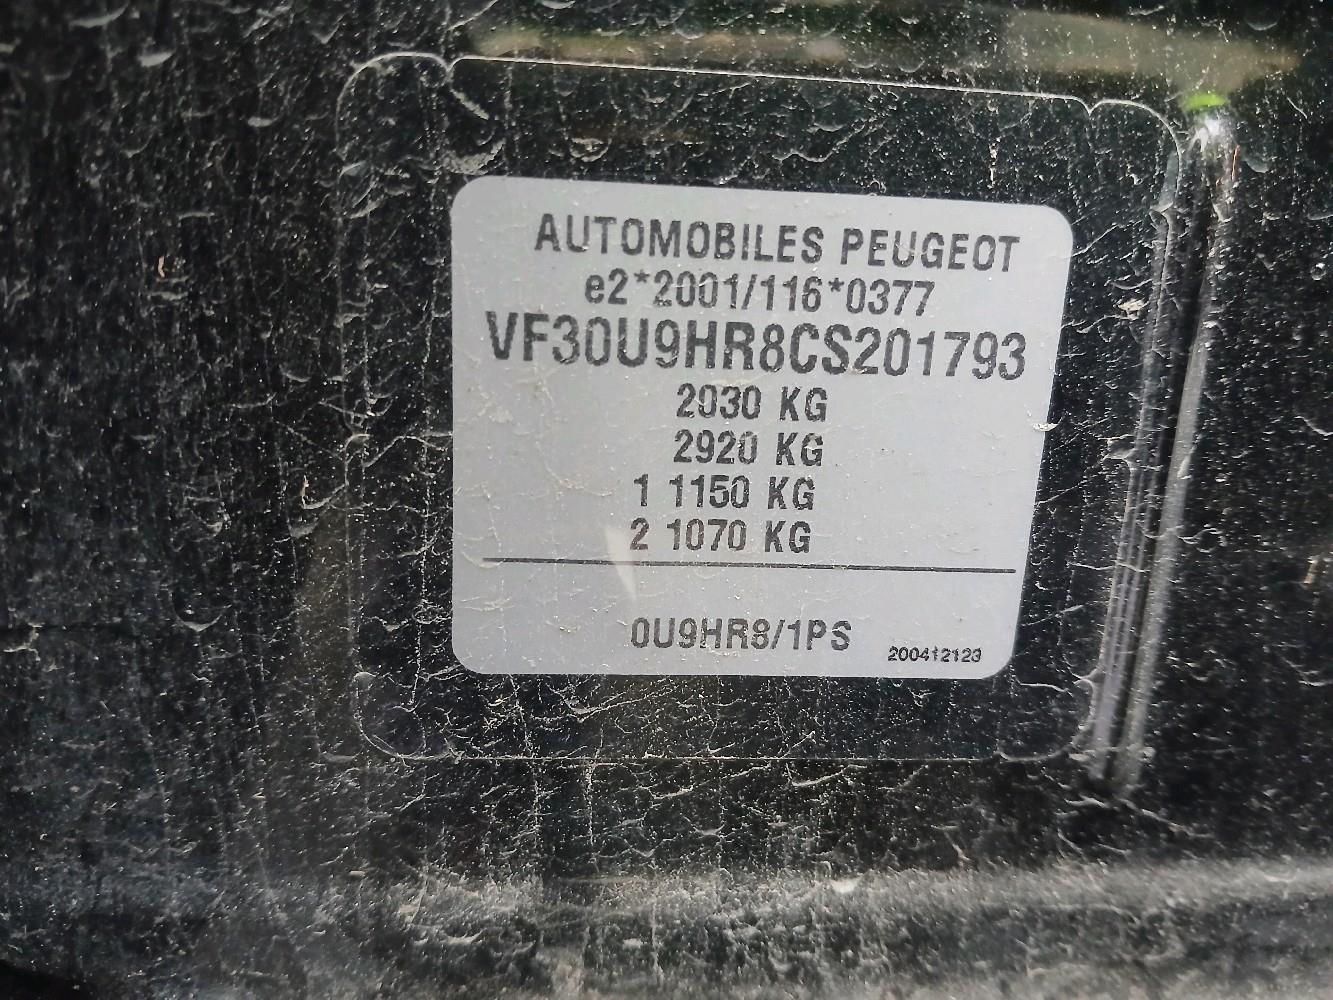 AUTOMOBILES PEUGEOT
e2*2001/116*0377
VF30U9HR8CS201793
2030 KG
2920 KG
1 1150 KG
2 1070 KG
0U9HR8/1PS
200412123